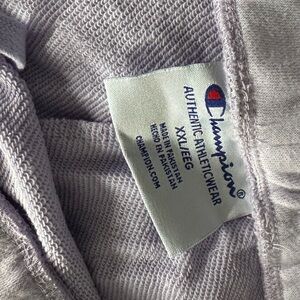 Champion®
AUTHENTIC ATHLETICWEAR
XXL/EEG
MADE IN PAKISTAN
HECHO EN PAKISTAN
CHAMPION.COM